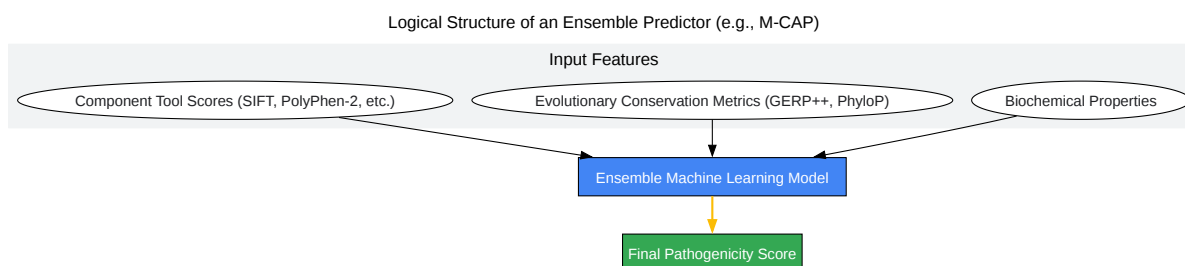 Logical Structure of an Ensemble Predictor (e.g., M-CAP)
Input Features
Component Tool Scores (SIFT, PolyPhen-2, etc.)
Evolutionary Conservation Metrics (GERP++, PhyloP)
Biochemical Properties
Ensemble Machine Learning Model
Final Pathogenicity Score